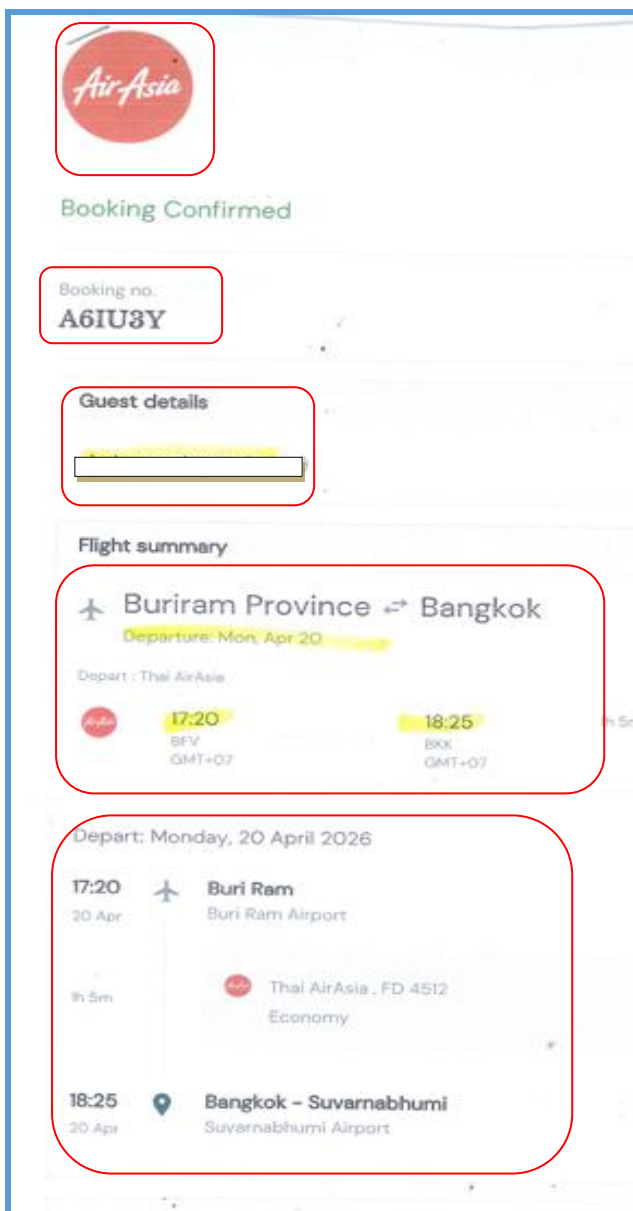 AirAsia
Booking Confirmed
Booking no.
A6IU3Y
Guest details
Flight summary
Buriram Province ⇄ Bangkok
Departure: Mon, Apr 20
Depart : Thai AirAsia
AirAsia 17:20 18:25 1h 5m
BFV BKK
GMT+07 GMT+07
Depart: Monday, 20 April 2026
17:20 Buri Ram
20 Apr Buri Ram Airport
1h 5m Thai AirAsia . FD 4512
Economy
18:25 Bangkok - Suvarnabhumi
20 Apr Suvarnabhumi Airport